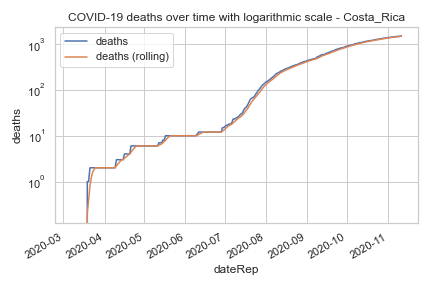 COVID-19 deaths over time with logarithmic scale - Costa_Rica
deaths
deaths (rolling)
10³
10²
10¹
10⁰
deaths
2020-03
2020-04
2020-05
2020-06
2020-07
2020-08
2020-09
2020-10
2020-11
dateRep